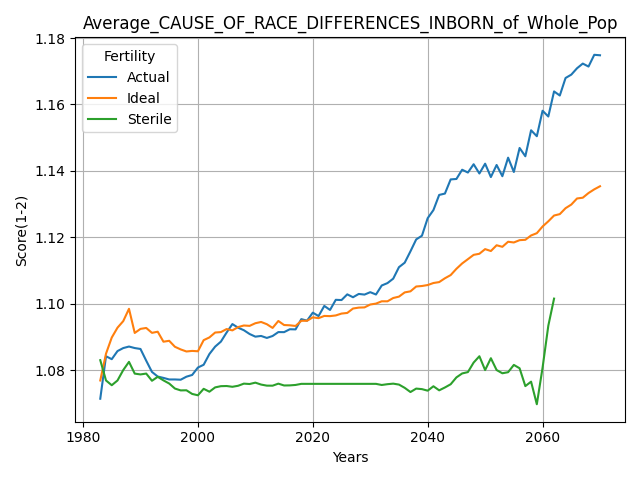 Average_CAUSE_OF_RACE_DIFFERENCES_INBORN_of_Whole_Pop
Fertility
Actual
Ideal
Sterile
Score(1-2)
1.18
1.16
1.14
1.12
1.10
1.08
1980
2000
2020
2040
2060
Years